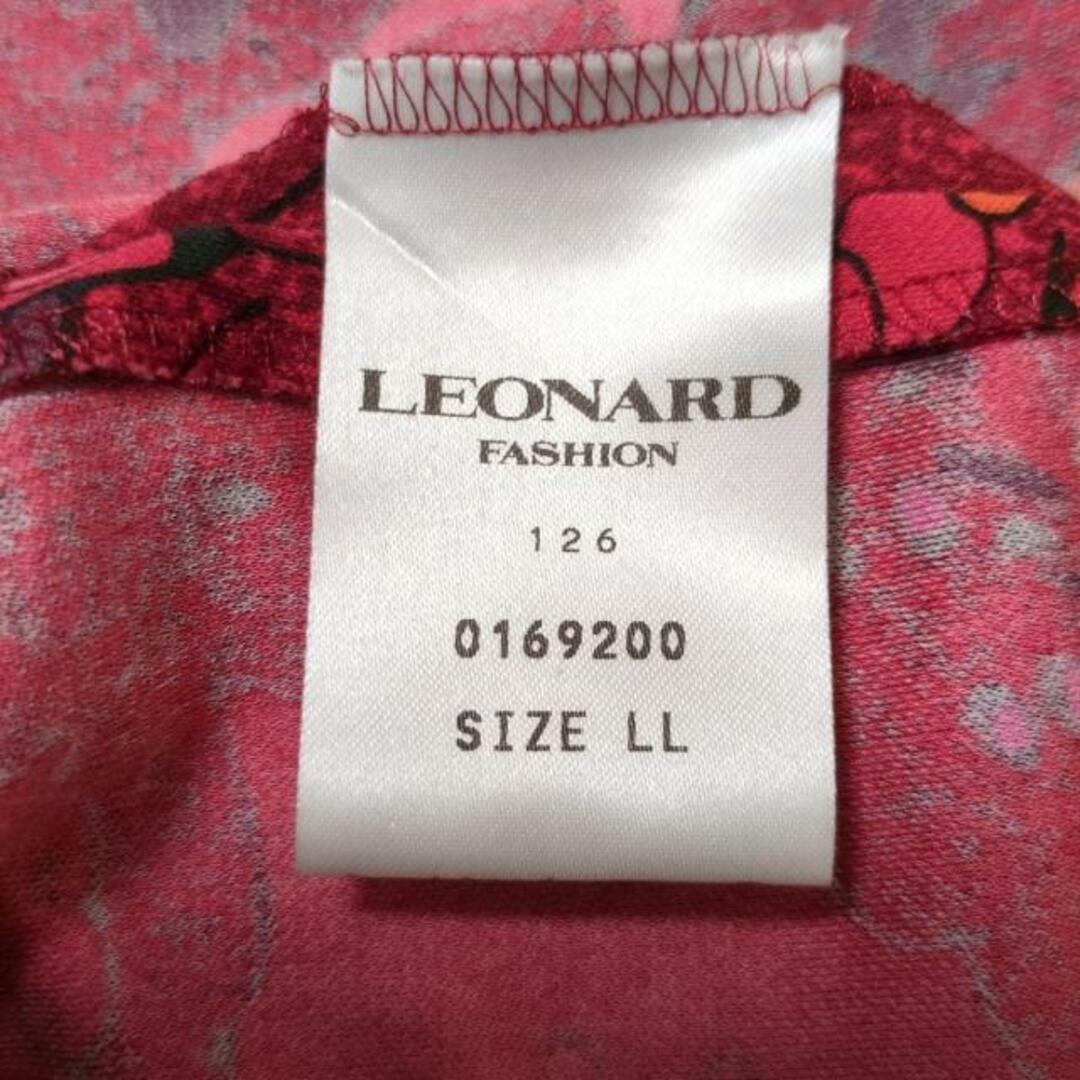 LEONARD
FASHION
126
0169200
SIZE LL